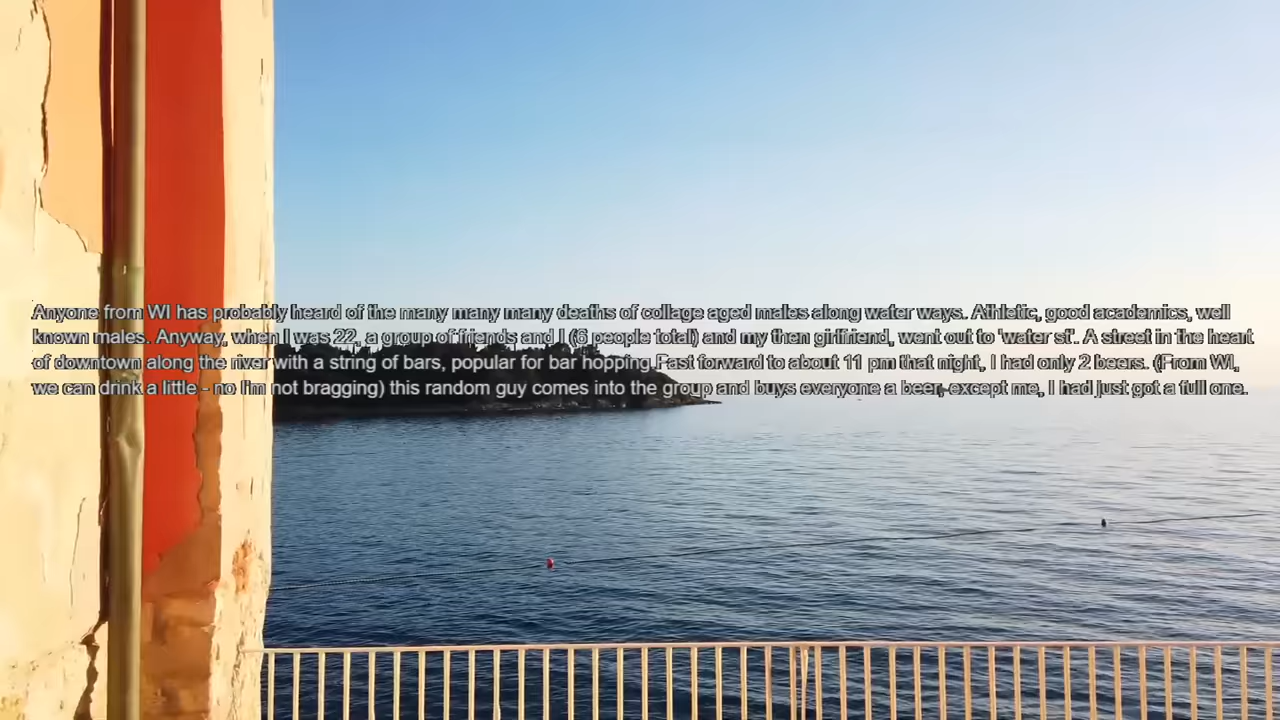 Anyone from WI has probably heard of the many many many deaths of collage aged males along water ways. Athletic, good academics, well
known males. Anyway, when I was 22, a group of friends and I (6 people total) and my then girlfriend, went out to 'water st'. A street in the heart
of downtown along the river with a string of bars, popular for bar hopping.Fast forward to about 11 pm that night, I had only 2 beers. (From WI,
we can drink a little - no I'm not bragging) this random guy comes into the group and buys everyone a beer,-except me, I had just got a full one.